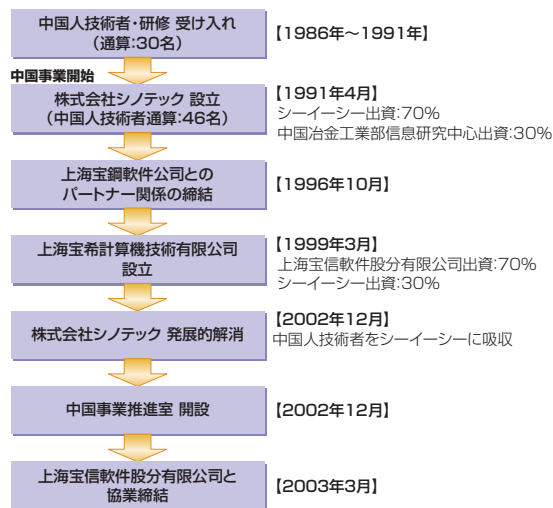 中国人技術者・研修 受け入れ
（通算：30名）
【1986年～1991年】
中国事業開始
株式会社シノテック 設立
（中国人技術者通算：46名）
【1991年4月】
シーイーシー出資：70%
中国冶金工業部信息研究中心出資：30%
上海宝鋼軟件公司との
パートナー関係の締結
【1996年10月】
上海宝希計算機技術有限公司
設立
【1999年3月】
上海宝信軟件股分有限公司出資：70%
シーイーシー出資：30%
株式会社シノテック 発展的解消
【2002年12月】
中国人技術者をシーイーシーに吸収
中国事業推進室 開設
【2002年12月】
上海宝信軟件股分有限公司と
協業締結
【2003年3月】